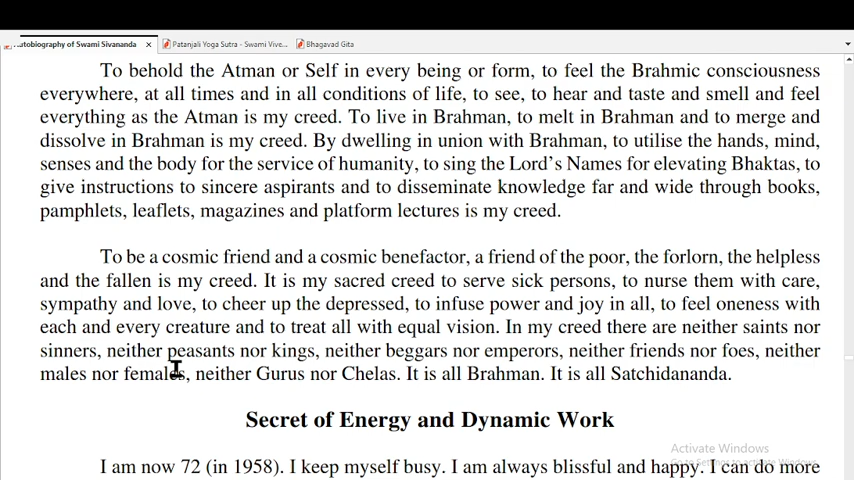 Autobiography of Swami Sivananda
Patanjali Yoga Sutra - Swami Vive...
Bhagavad Gita
To behold the Atman or Self in every being or form, to feel the Brahmic consciousness
everywhere, at all times and in all conditions of life, to see, to hear and taste and smell and feel
everything as the Atman is my creed. To live in Brahman, to melt in Brahman and to merge and
dissolve in Brahman is my creed. By dwelling in union with Brahman, to utilise the hands, mind,
senses and the body for the service of humanity, to sing the Lord's Names for elevating Bhaktas, to
give instructions to sincere aspirants and to disseminate knowledge far and wide through books,
pamphlets, leaflets, magazines and platform lectures is my creed.
To be a cosmic friend and a cosmic benefactor, a friend of the poor, the forlorn, the helpless
and the fallen is my creed. It is my sacred creed to serve sick persons, to nurse them with care,
sympathy and love, to cheer up the depressed, to infuse power and joy in all, to feel oneness with
each and every creature and to treat all with equal vision. In my creed there are neither saints nor
sinners, neither peasants nor kings, neither beggars nor emperors, neither friends nor foes, neither
males nor females, neither Gurus nor Chelas. It is all Brahman. It is all Satchidananda.
Secret of Energy and Dynamic Work
I am now 72 (in 1958). I keep myself busy. I am always blissful and happy. I can do more
Activate Windows
Go to Settings to activate Windows.